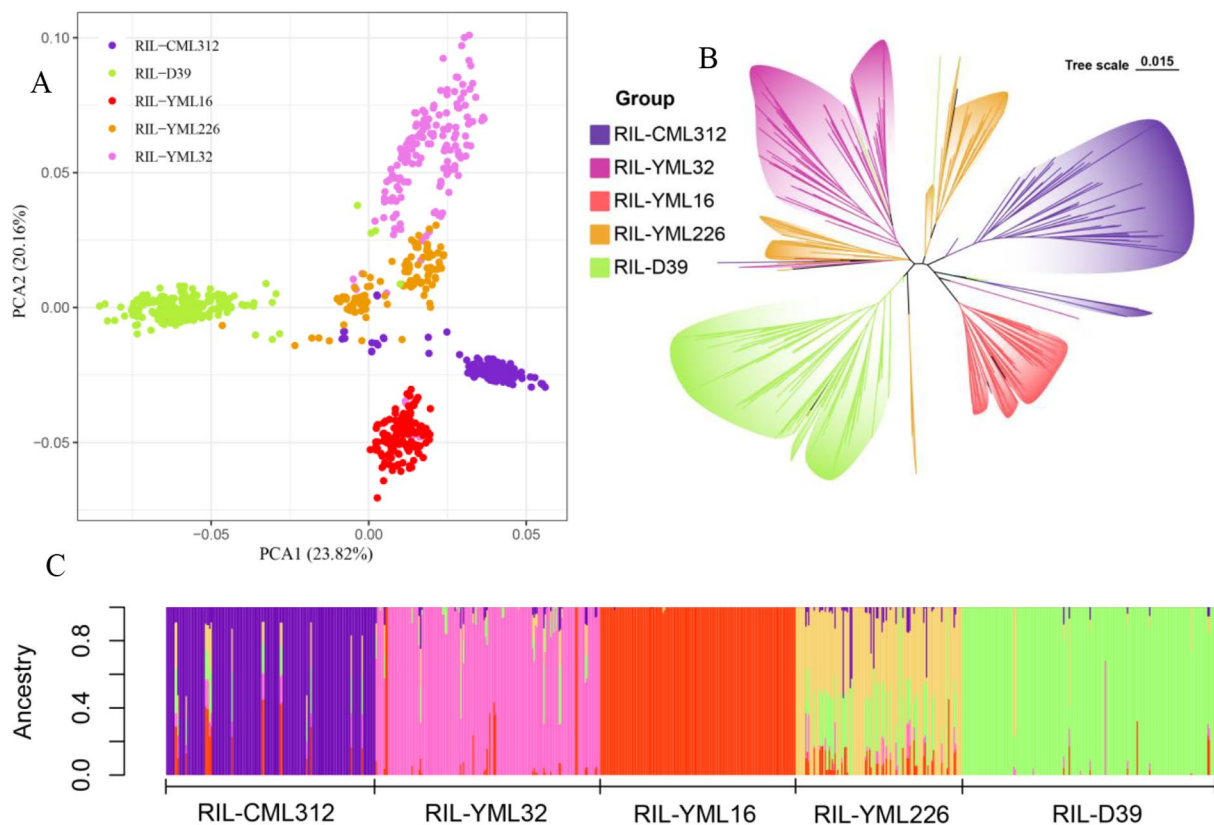 A
RIL−CML312
RIL−D39
RIL−YML16
RIL−YML226
RIL−YML32
PCA2 (20.16%)
0.10
0.05
0.00
−0.05
−0.05
0.00
0.05
PCA1 (23.82%)
B
Tree scale 0.015
Group
RIL-CML312
RIL-YML32
RIL-YML16
RIL-YML226
RIL-D39
C
Ancestry
0.8
0.4
0.0
RIL-CML312
RIL-YML32
RIL-YML16
RIL-YML226
RIL-D39